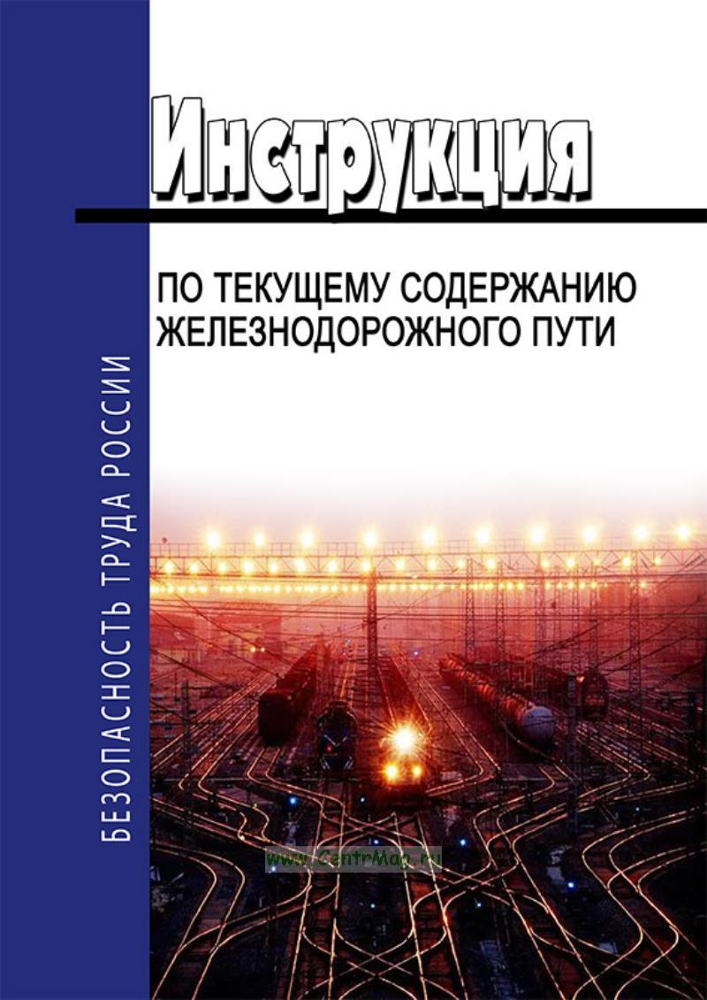 Инструкция
ПО ТЕКУЩЕМУ СОДЕРЖАНИЮ
ЖЕЛЕЗНОДОРОЖНОГО ПУТИ
БЕЗОПАСНОСТЬ ТРУДА РОССИИ
www.CentrMag.ru